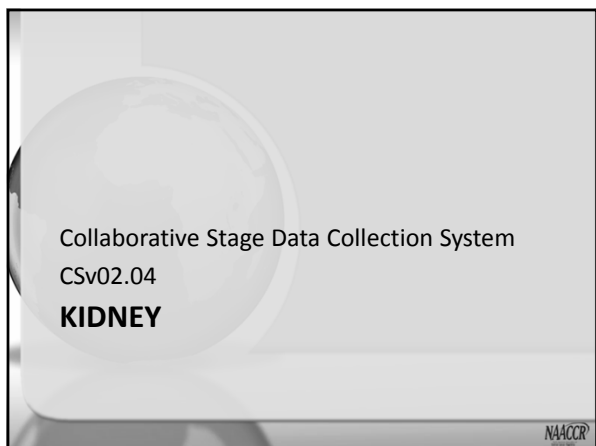 Collaborative Stage Data Collection System
CSv02.04
KIDNEY
NAACCR